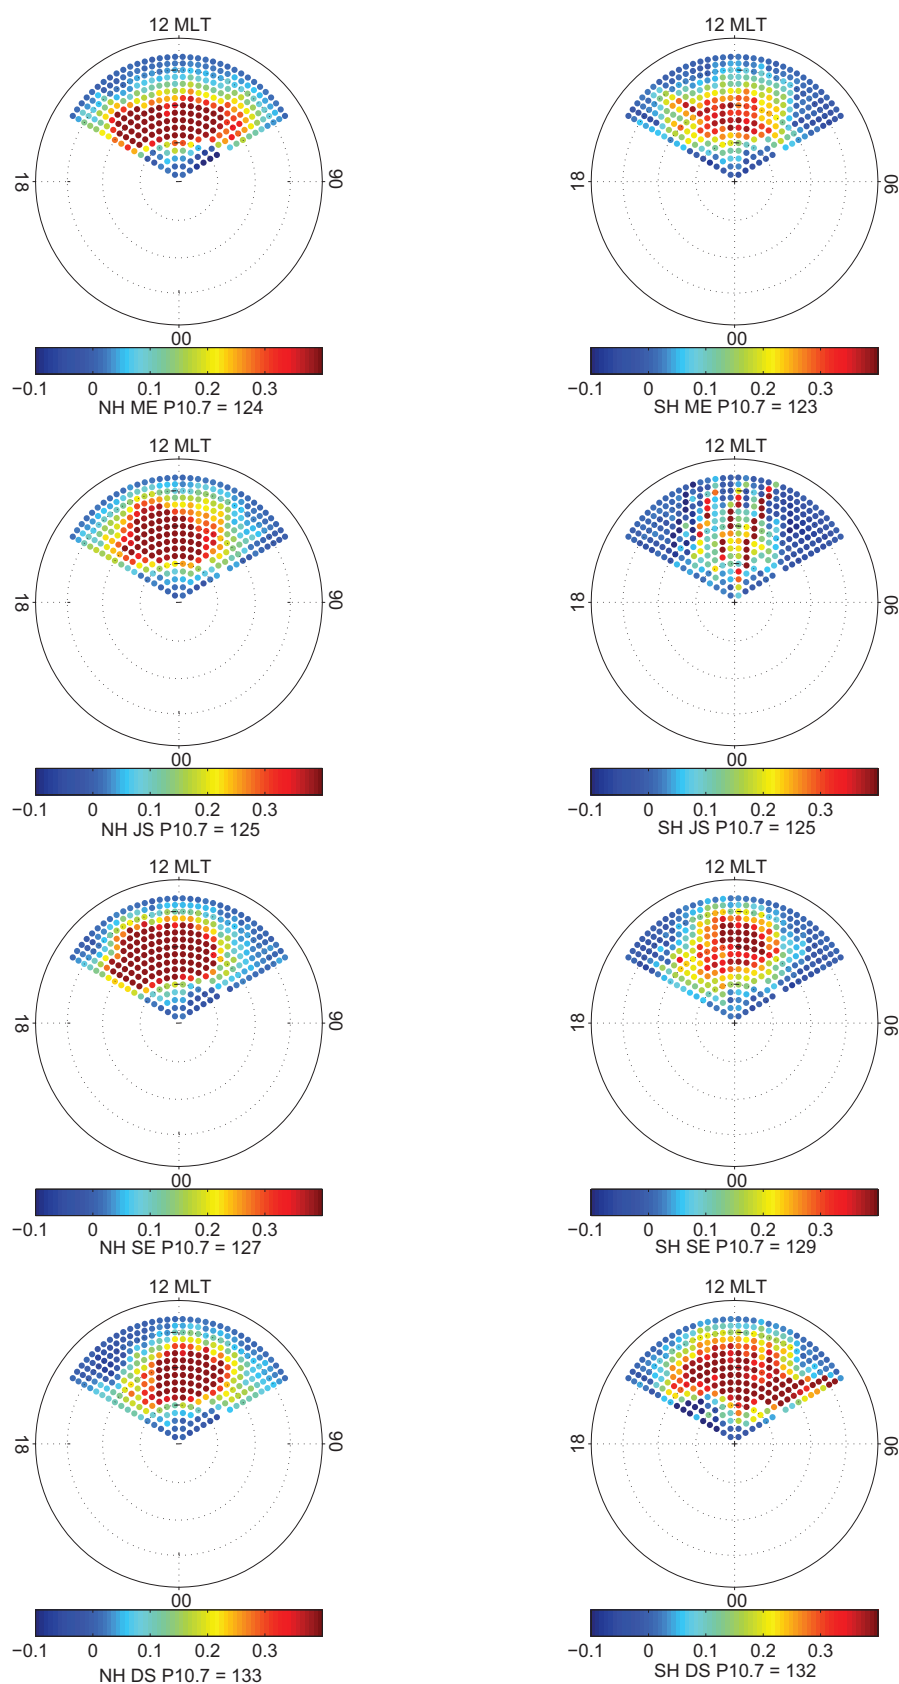 12 MLT
12 MLT
18
06
18
06
00
00
−0.1 0 0.1 0.2 0.3
−0.1 0 0.1 0.2 0.3
NH ME P10.7 = 124
SH ME P10.7 = 123
12 MLT
12 MLT
18
06
18
06
00
00
−0.1 0 0.1 0.2 0.3
−0.1 0 0.1 0.2 0.3
NH JS P10.7 = 125
SH JS P10.7 = 125
12 MLT
12 MLT
18
06
18
06
00
00
−0.1 0 0.1 0.2 0.3
−0.1 0 0.1 0.2 0.3
NH SE P10.7 = 127
SH SE P10.7 = 129
12 MLT
12 MLT
18
06
18
06
00
00
−0.1 0 0.1 0.2 0.3
−0.1 0 0.1 0.2 0.3
NH DS P10.7 = 133
SH DS P10.7 = 132